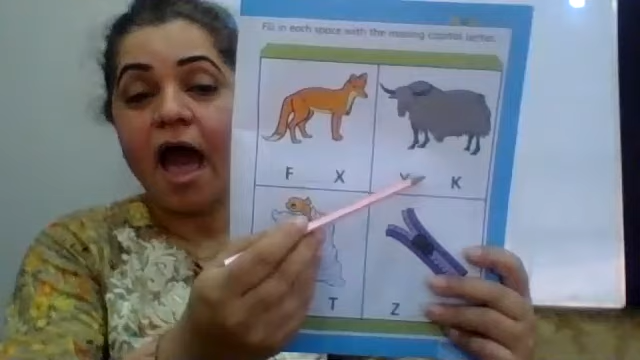 Fill in each space with the missing capital letter.
F X
Y K
T
Z